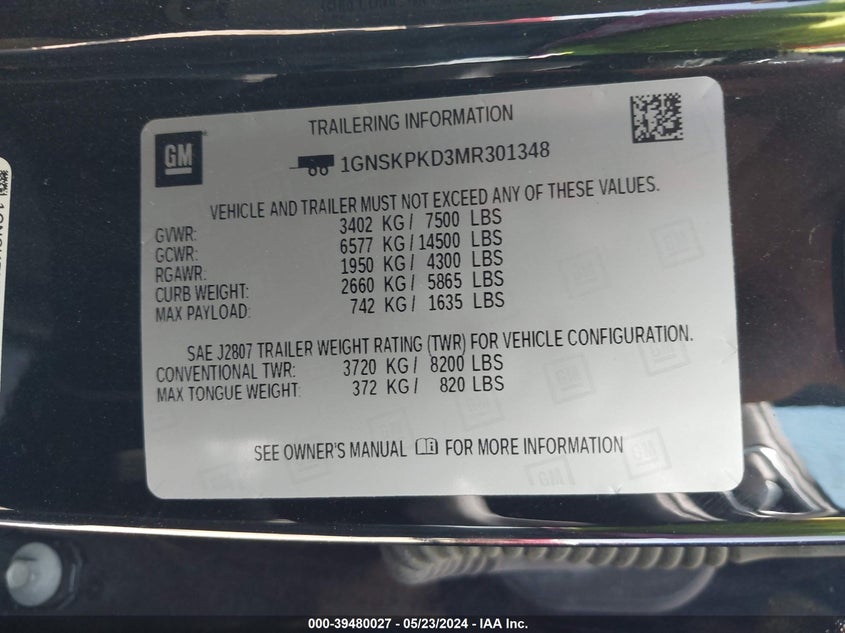 TRAILERING INFORMATION
GM
1GNSKPKD3MR301348
VEHICLE AND TRAILER MUST NOT EXCEED ANY OF THESE VALUES.
GVWR: 3402 KG / 7500 LBS
GCWR: 6577 KG / 14500 LBS
RGAWR: 1950 KG / 4300 LBS
CURB WEIGHT: 2660 KG / 5865 LBS
MAX PAYLOAD: 742 KG / 1635 LBS
SAE J2807 TRAILER WEIGHT RATING (TWR) FOR VEHICLE CONFIGURATION.
CONVENTIONAL TWR: 3720 KG / 8200 LBS
MAX TONGUE WEIGHT: 372 KG / 820 LBS
SEE OWNER'S MANUAL FOR MORE INFORMATION
000-39480027 - 05/23/2024 - IAA Inc.